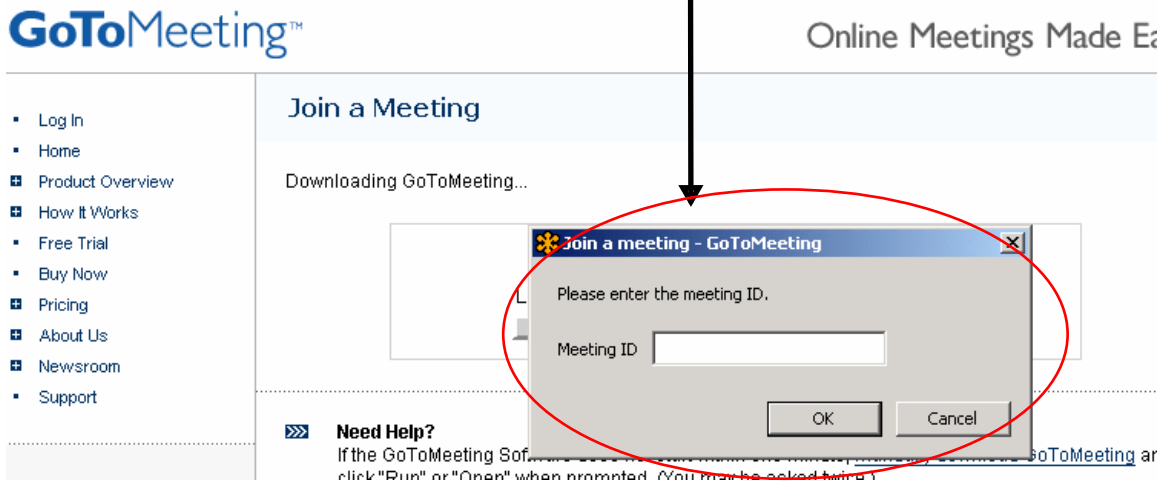 GoToMeeting™
Online Meetings Made Ea
Log In
Home
Product Overview
How It Works
Free Trial
Buy Now
Pricing
About Us
Newsroom
Support
Join a Meeting
Downloading GoToMeeting...
Join a meeting - GoToMeeting
Please enter the meeting ID.
Meeting ID
OK
Cancel
Need Help?
If the GoToMeeting GoToMeeting an
click "Run" or "Open" when prompted. (You may be asked twice.)